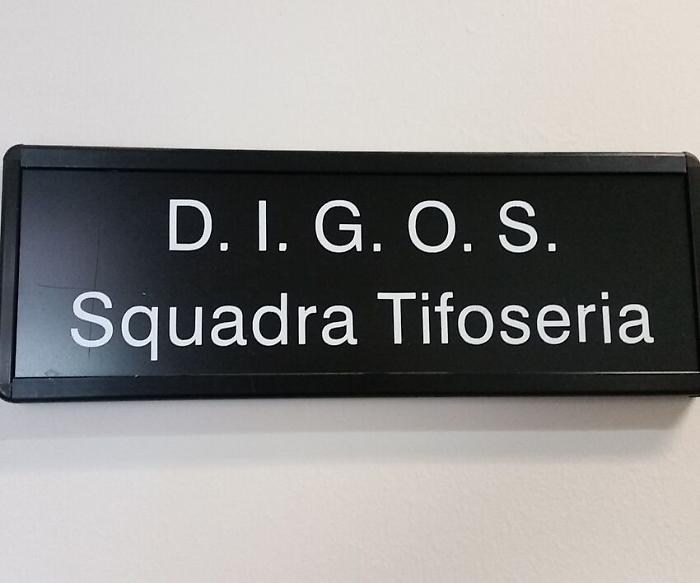 D. I. G. O. S.
Squadra Tifoseria